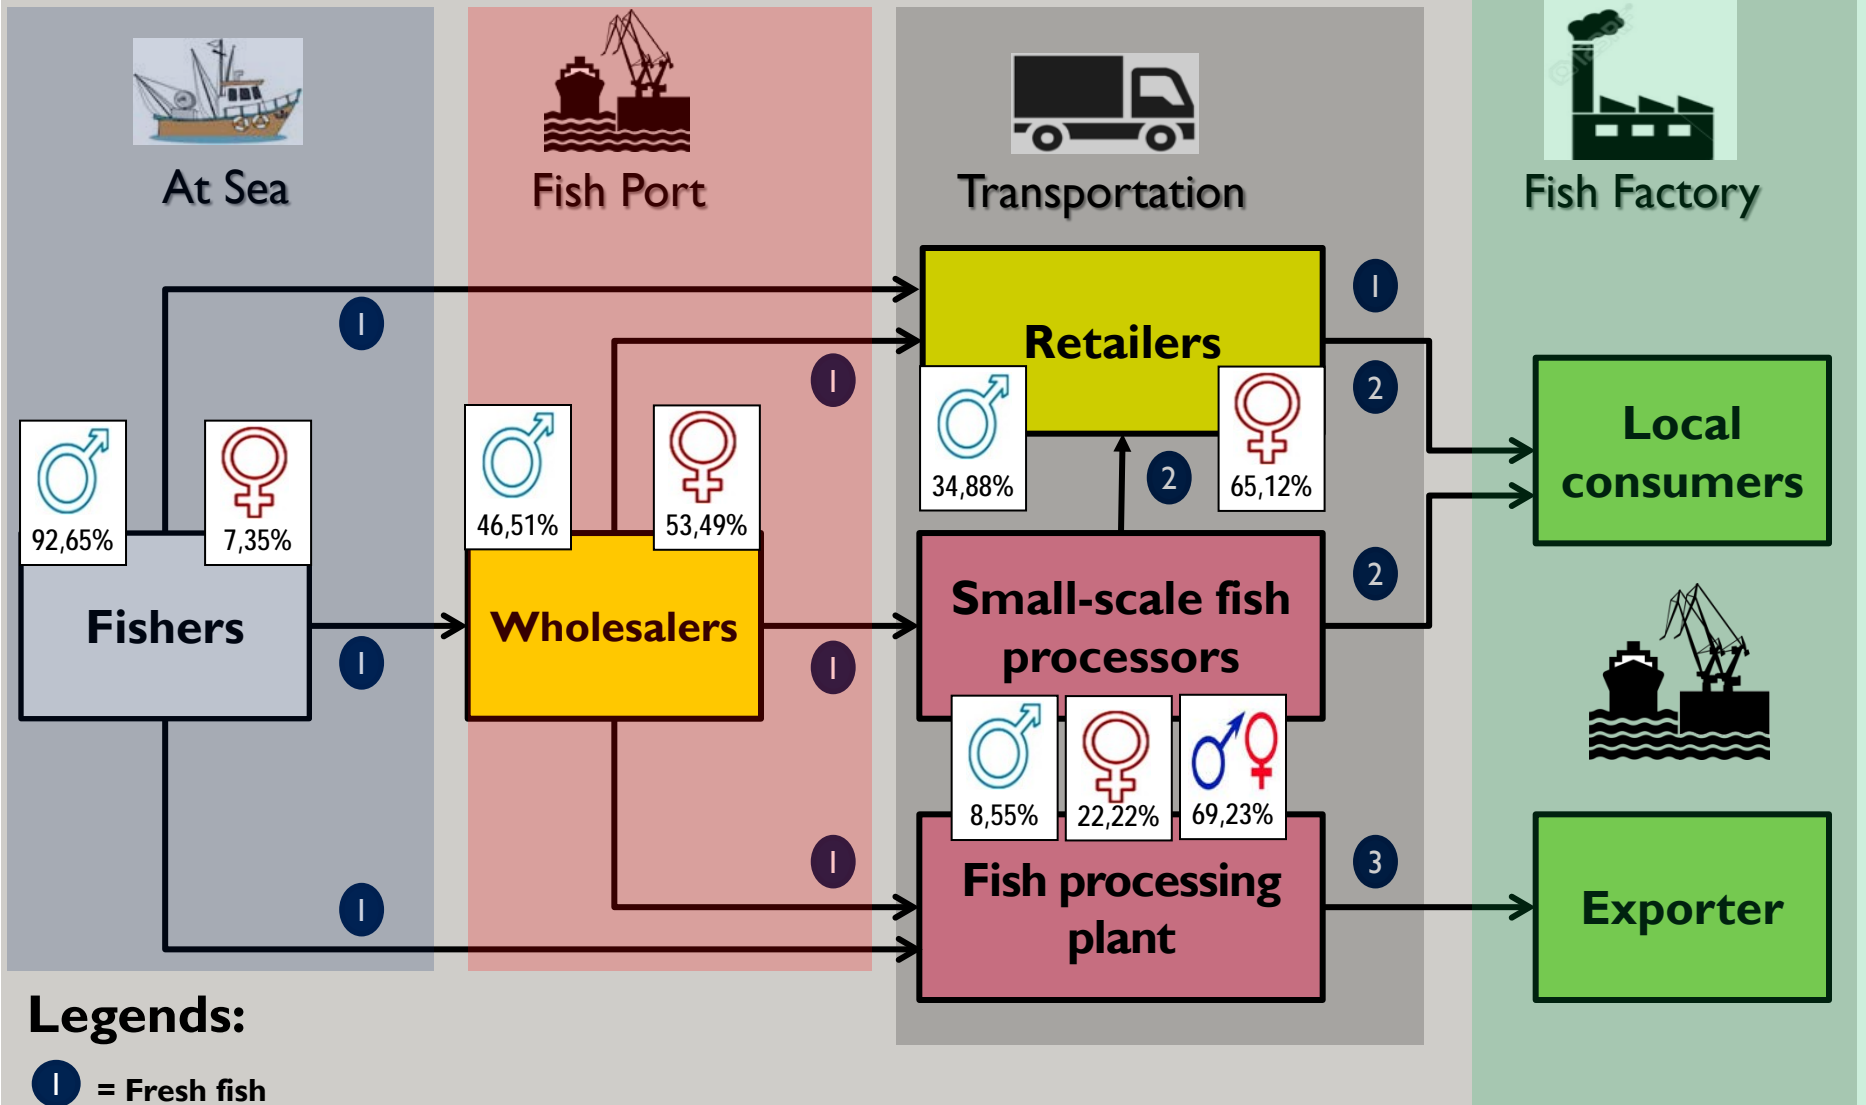 At Sea
Fish Port
Transportation
Fish Factory
1
1
Retailers
1
2
34,88%
65,12%
2
Local
consumers
92,65%
7,35%
46,51%
53,49%
Fishers
1
Wholesalers
1
Small-scale fish
processors
2
8,55%
22,22%
69,23%
1
1
Fish processing
plant
3
Exporter
Legends:
1 = Fresh fish